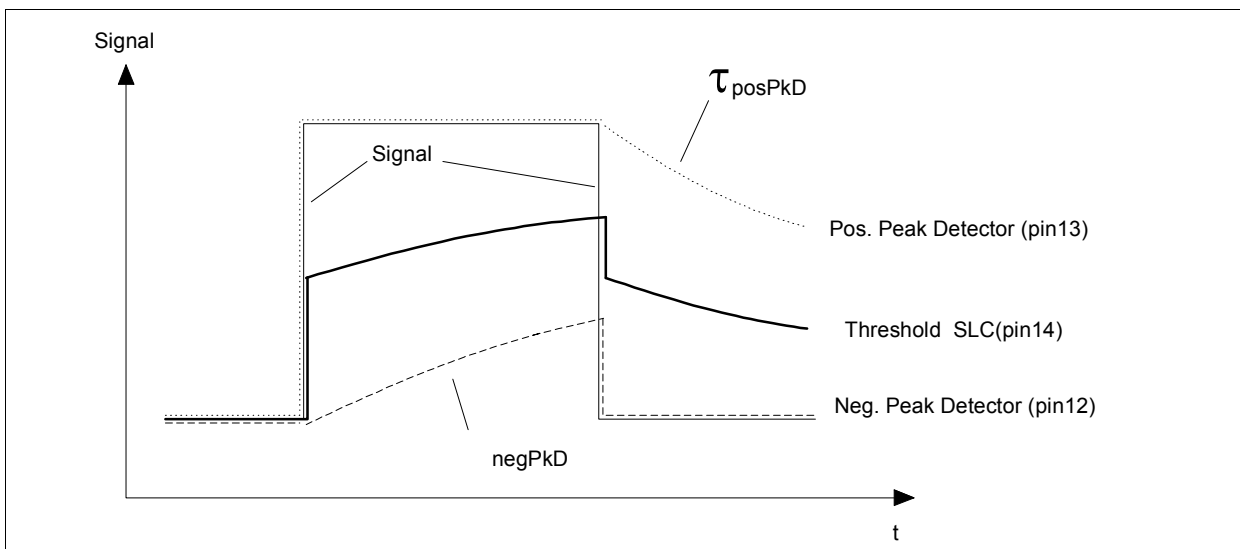 Signal
τposPkD
Signal
Pos. Peak Detector (pin13)
Threshold SLC(pin14)
Neg. Peak Detector (pin12)
negPkD
t